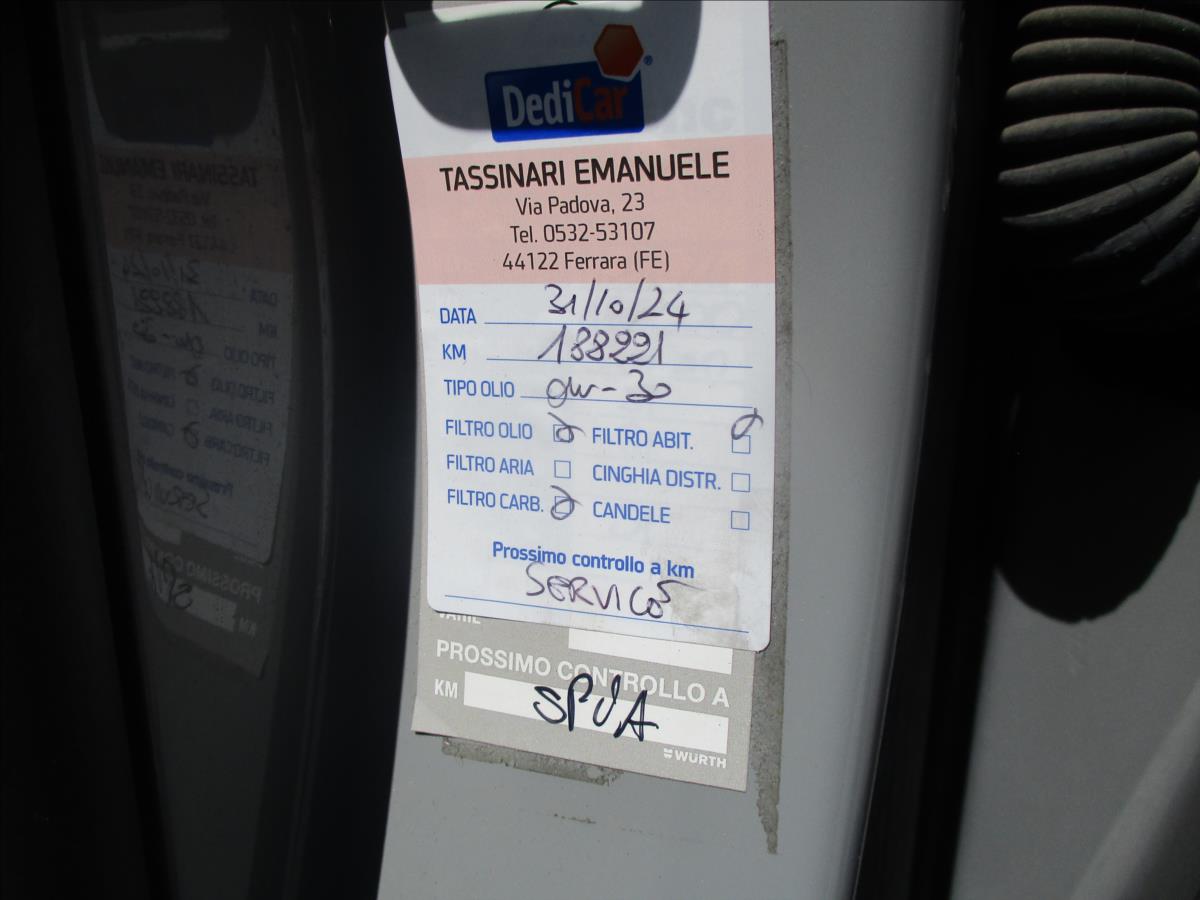 DediCar
TASSINARI EMANUELE
Via Padova, 23
Tel. 0532-53107
44122 Ferrara (FE)
DATA 31/10/24
KM 188221
TIPO OLIO 0W-30
FILTRO OLIO FILTRO ABIT.
FILTRO ARIA CINGHIA DISTR.
FILTRO CARB. CANDELE
Prossimo controllo a km
SERVICS
VARIE
PROSSIMO CONTROLLO A
KM SPIA
WÜRTH